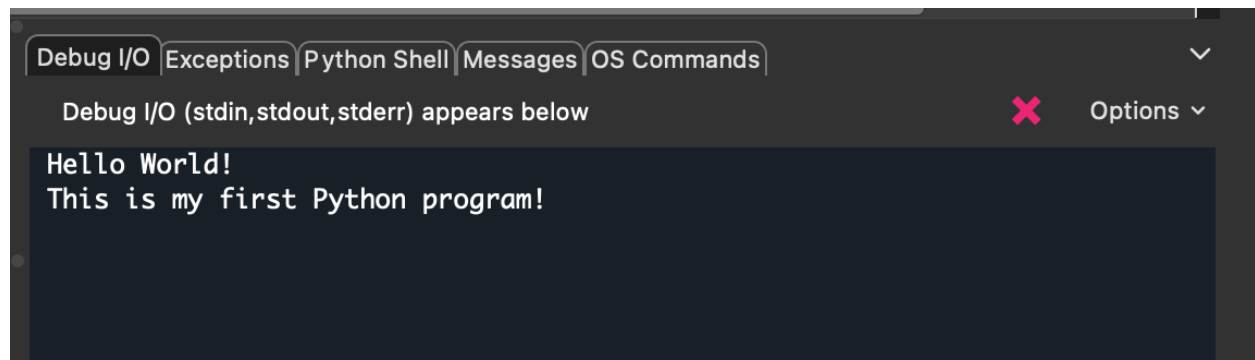 Debug I/O Exceptions Python Shell Messages OS Commands
Debug I/O (stdin,stdout,stderr) appears below Options
Hello World!
This is my first Python program!